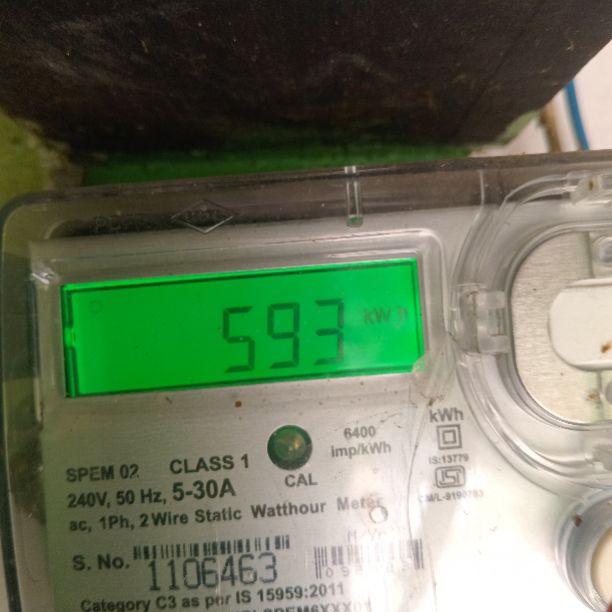 593 kWh
6400
imp/kWh
kWh
IS:13779
CAL
SPEM 02 CLASS 1
240V, 50 Hz, 5-30A
ac, 1Ph, 2 Wire Static Watthour Meter
S. No. 1106463
Category C3 as per IS 15959:2011